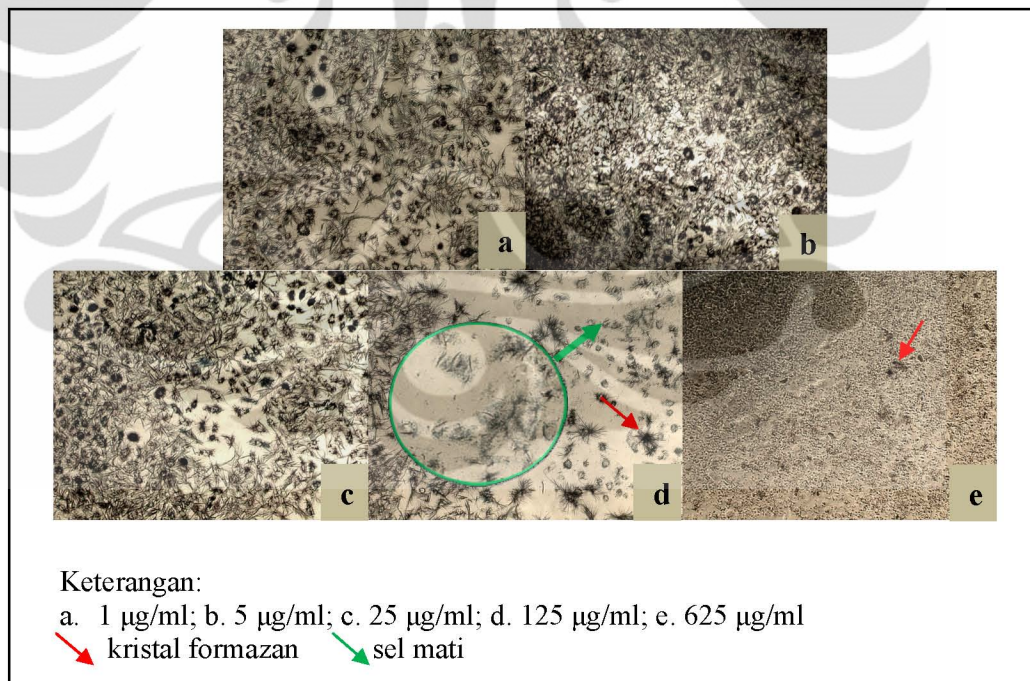 a b
c d e
Keterangan:
a. 1 µg/ml; b. 5 µg/ml; c. 25 µg/ml; d. 125 µg/ml; e. 625 µg/ml
kristal formazan sel mati